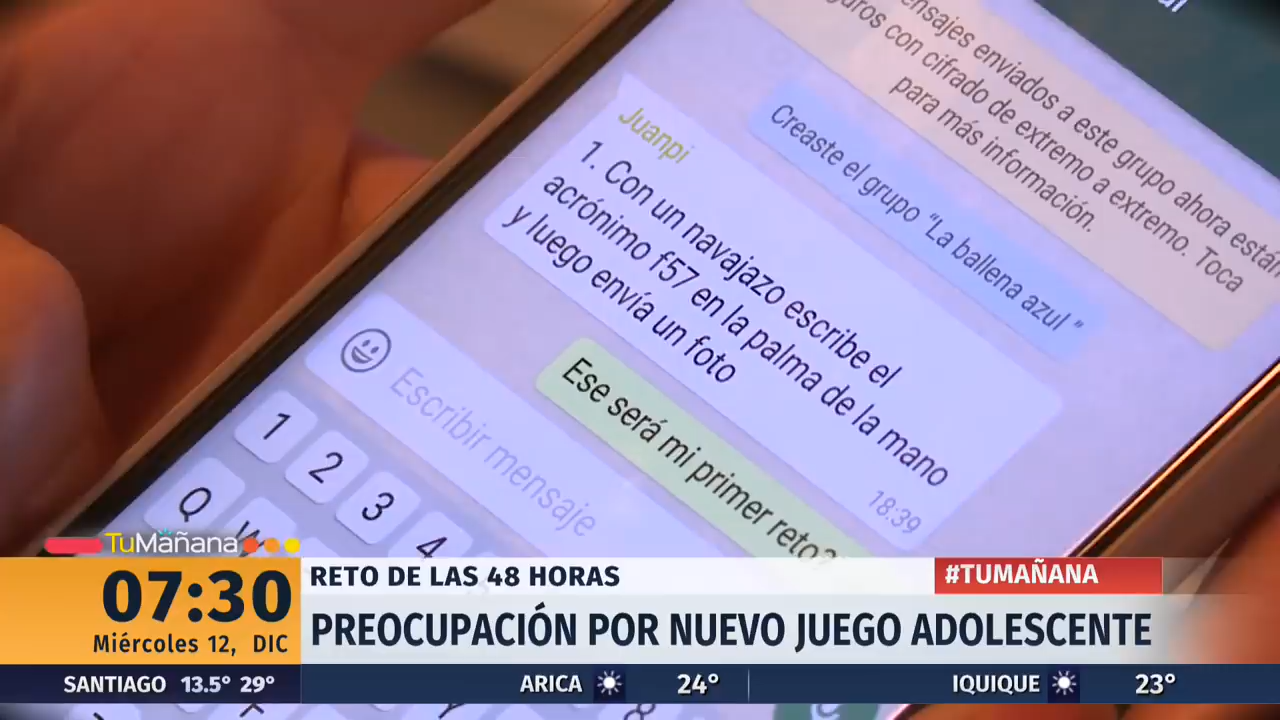 ensajes enviados a este grupo ahora están
guros con cifrado de extremo a extremo. Toca
para más información.
Creaste el grupo "La ballena azul "
Juanpi
1. Con un navajazo escribe el
acrónimo f57 en la palma de la mano
y luego envía un foto
18:39
Ese será mi primer reto?
Escribir mensaje
1 2 3 4
Q W
TuMañana
07:30
Miércoles 12, DIC
RETO DE LAS 48 HORAS
#TUMAÑANA
PREOCUPACIÓN POR NUEVO JUEGO ADOLESCENTE
SANTIAGO 13.5° 29°
ARICA 24°
IQUIQUE 23°